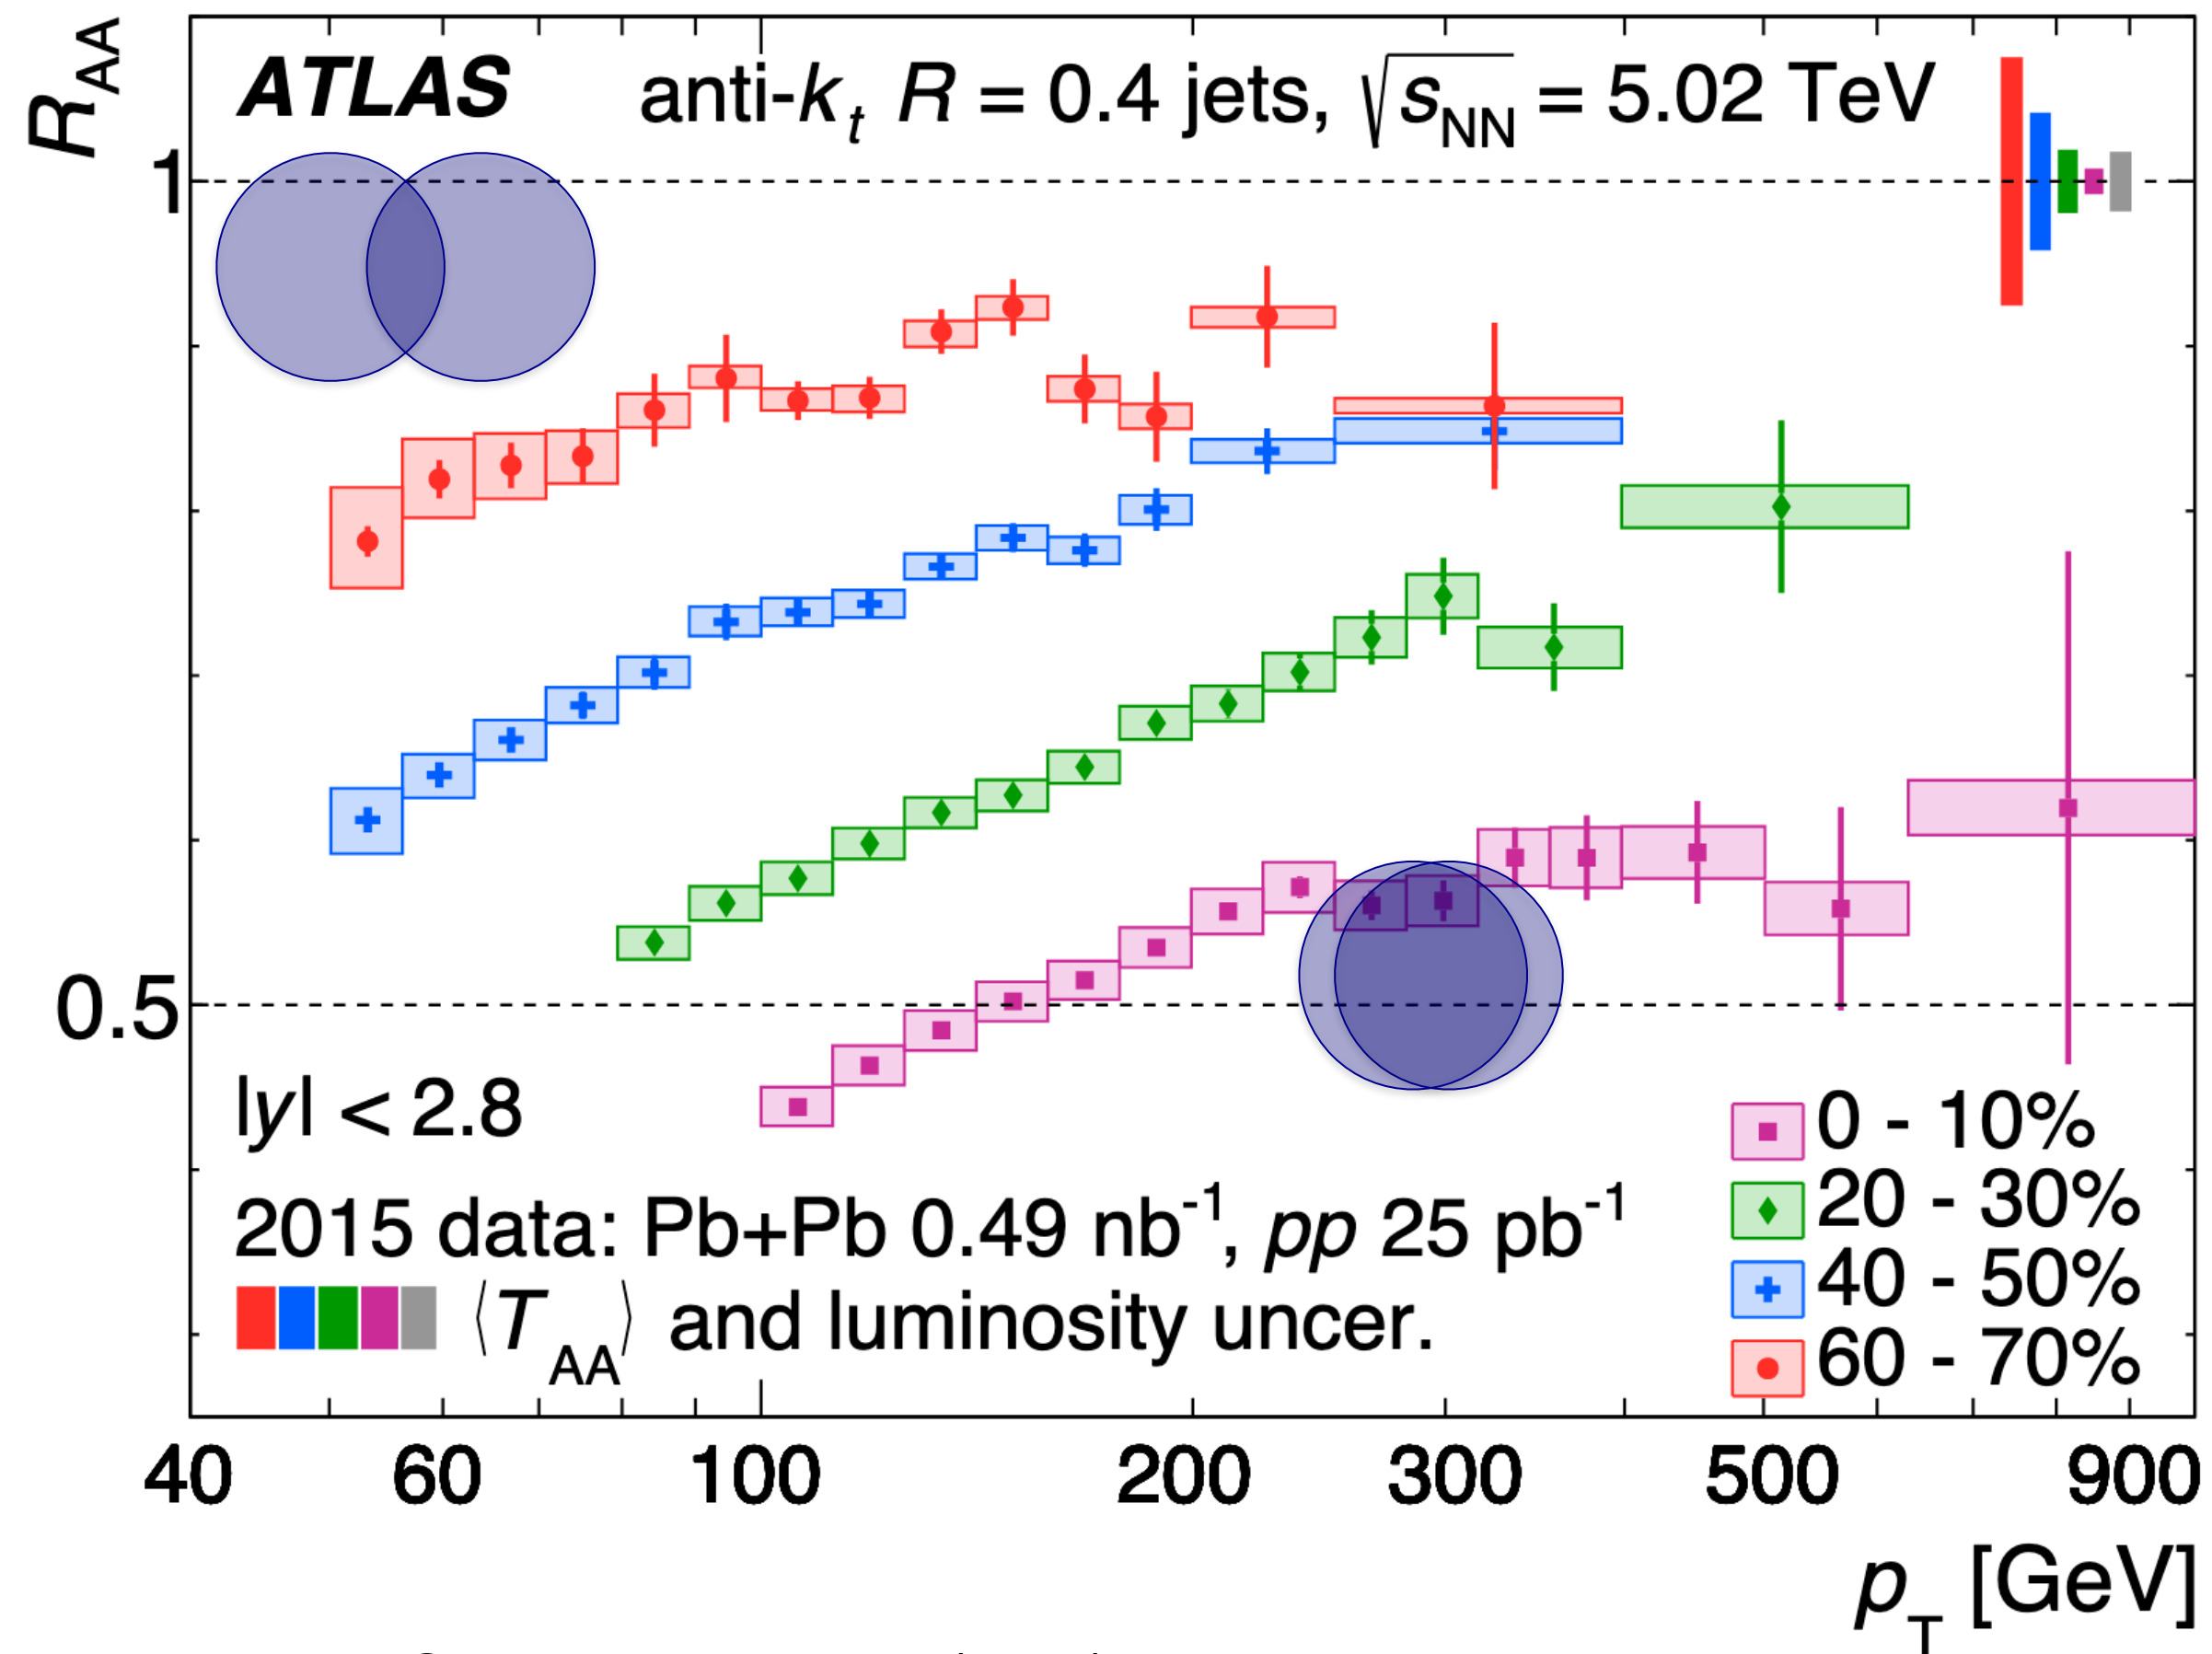 R_AA
ATLAS anti-k_t R = 0.4 jets, √s_NN = 5.02 TeV
1
0.5
|y| < 2.8
0 - 10%
20 - 30%
40 - 50%
60 - 70%
2015 data: Pb+Pb 0.49 nb⁻¹, pp 25 pb⁻¹
⟨T_AA⟩ and luminosity uncer.
40 60 100 200 300 500 900
p_T [GeV]